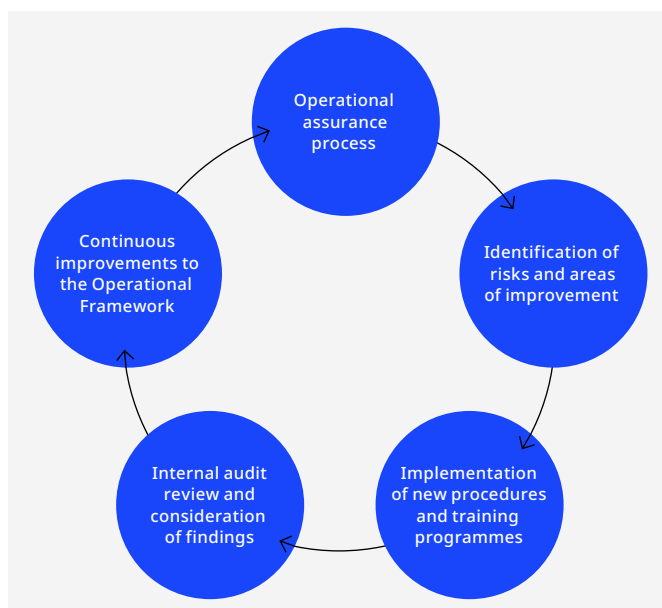 Operational
assurance
process
Identification of
risks and areas
of improvement
Implementation
of new procedures
and training
programmes
Internal audit
review and
consideration
of findings
Continuous
improvements to
the Operational
Framework